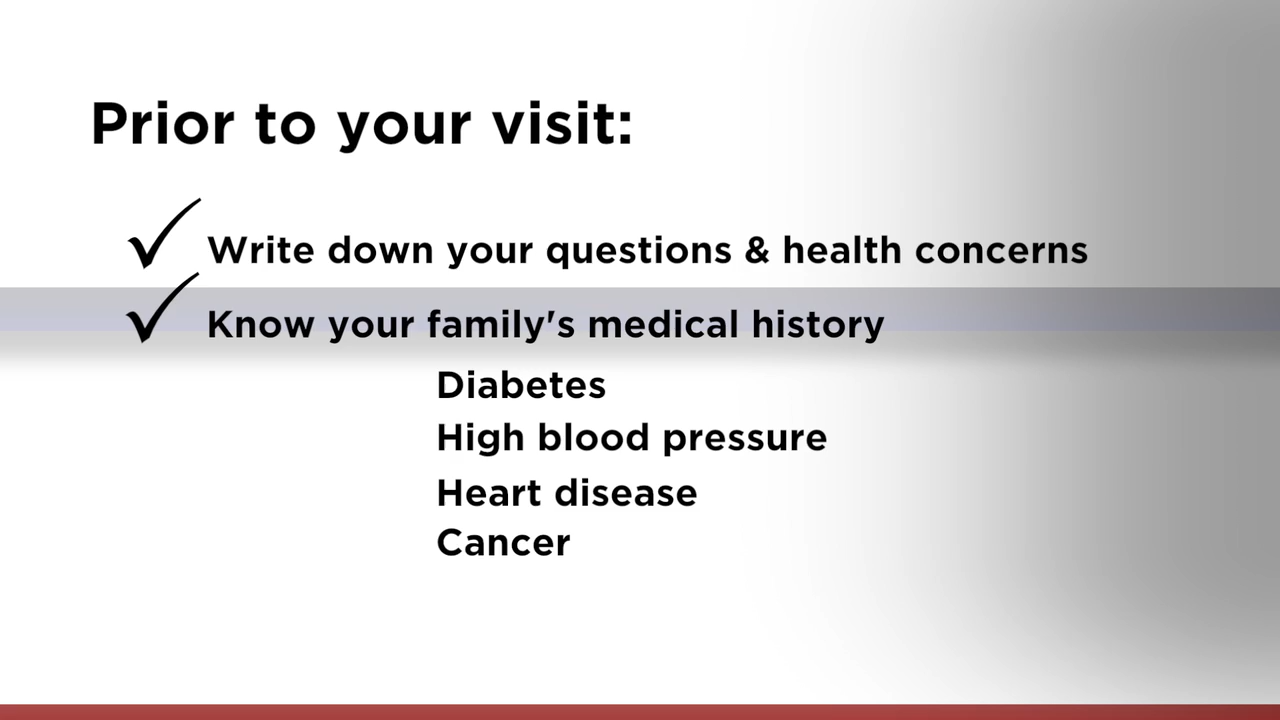 Prior to your visit:
Write down your questions & health concerns
Know your family's medical history
Diabetes
High blood pressure
Heart disease
Cancer